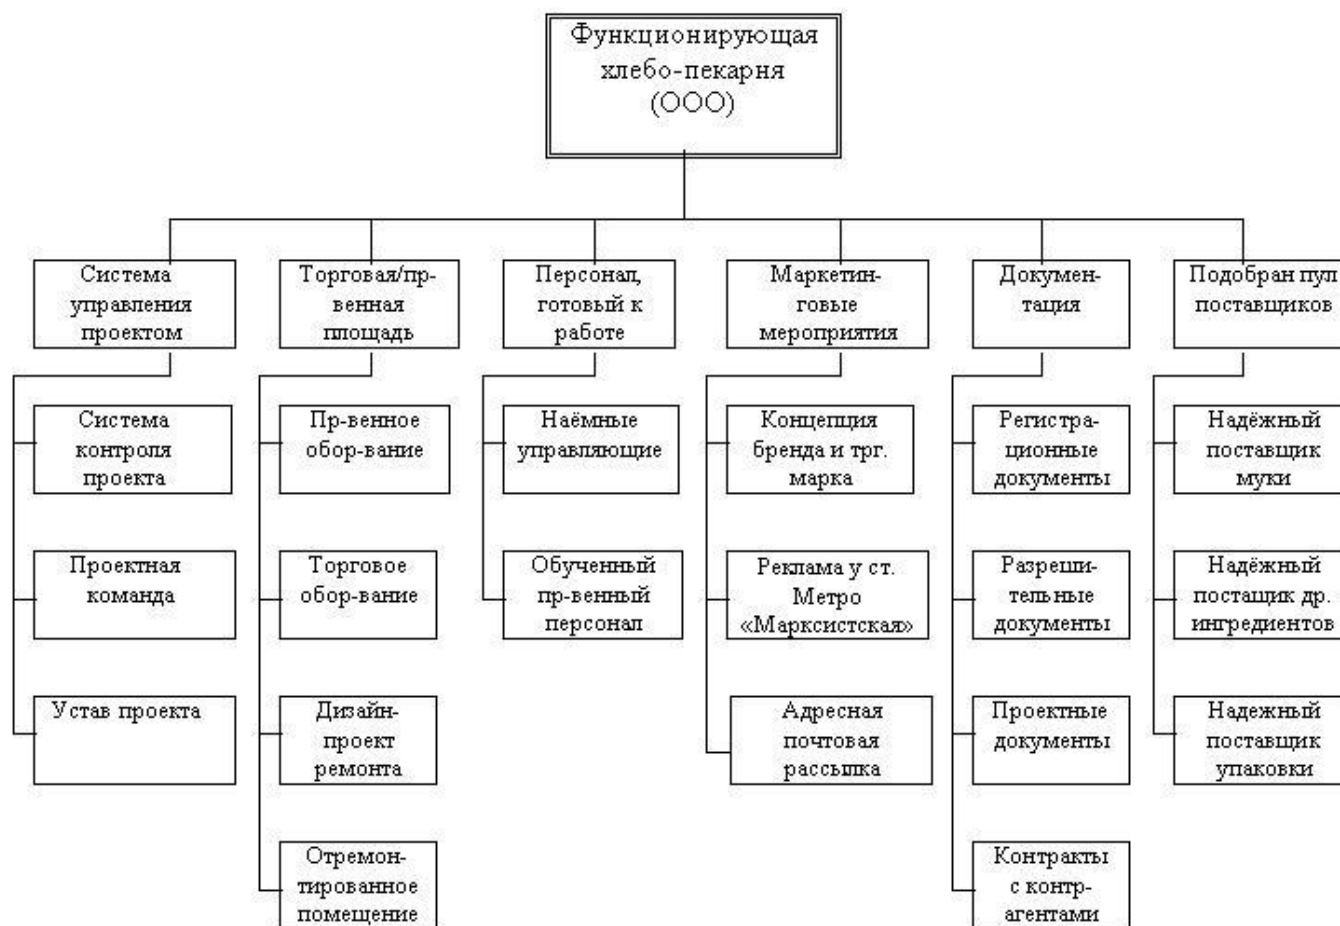 Функционирующая
хлебо-пекарня
(ООО)
Система
управления
проектом
Торговая/пр-
венная
площадь
Персонал,
готовый к
работе
Маркетин-
говые
мероприятия
Докумен-
тация
Подобран пул
поставщиков
Система
контроля
проекта
Пр-венное
обор-вание
Наёмные
управляющие
Концепция
бренда и трг.
марка
Регистра-
ционные
документы
Надёжный
поставщик
муки
Проектная
команда
Торговое
обор-вание
Обученный
пр-венный
персонал
Реклама у ст.
Метро
«Марксистская»
Разреши-
тельные
документы
Надёжный
постащик др.
ингредиентов
Устав проекта
Дизайн-
проект
ремонта
Адресная
почтовая
рассылка
Проектные
документы
Надежный
поставщик
упаковки
Отремон-
тированное
помещение
Контракты
с контр-
агентами